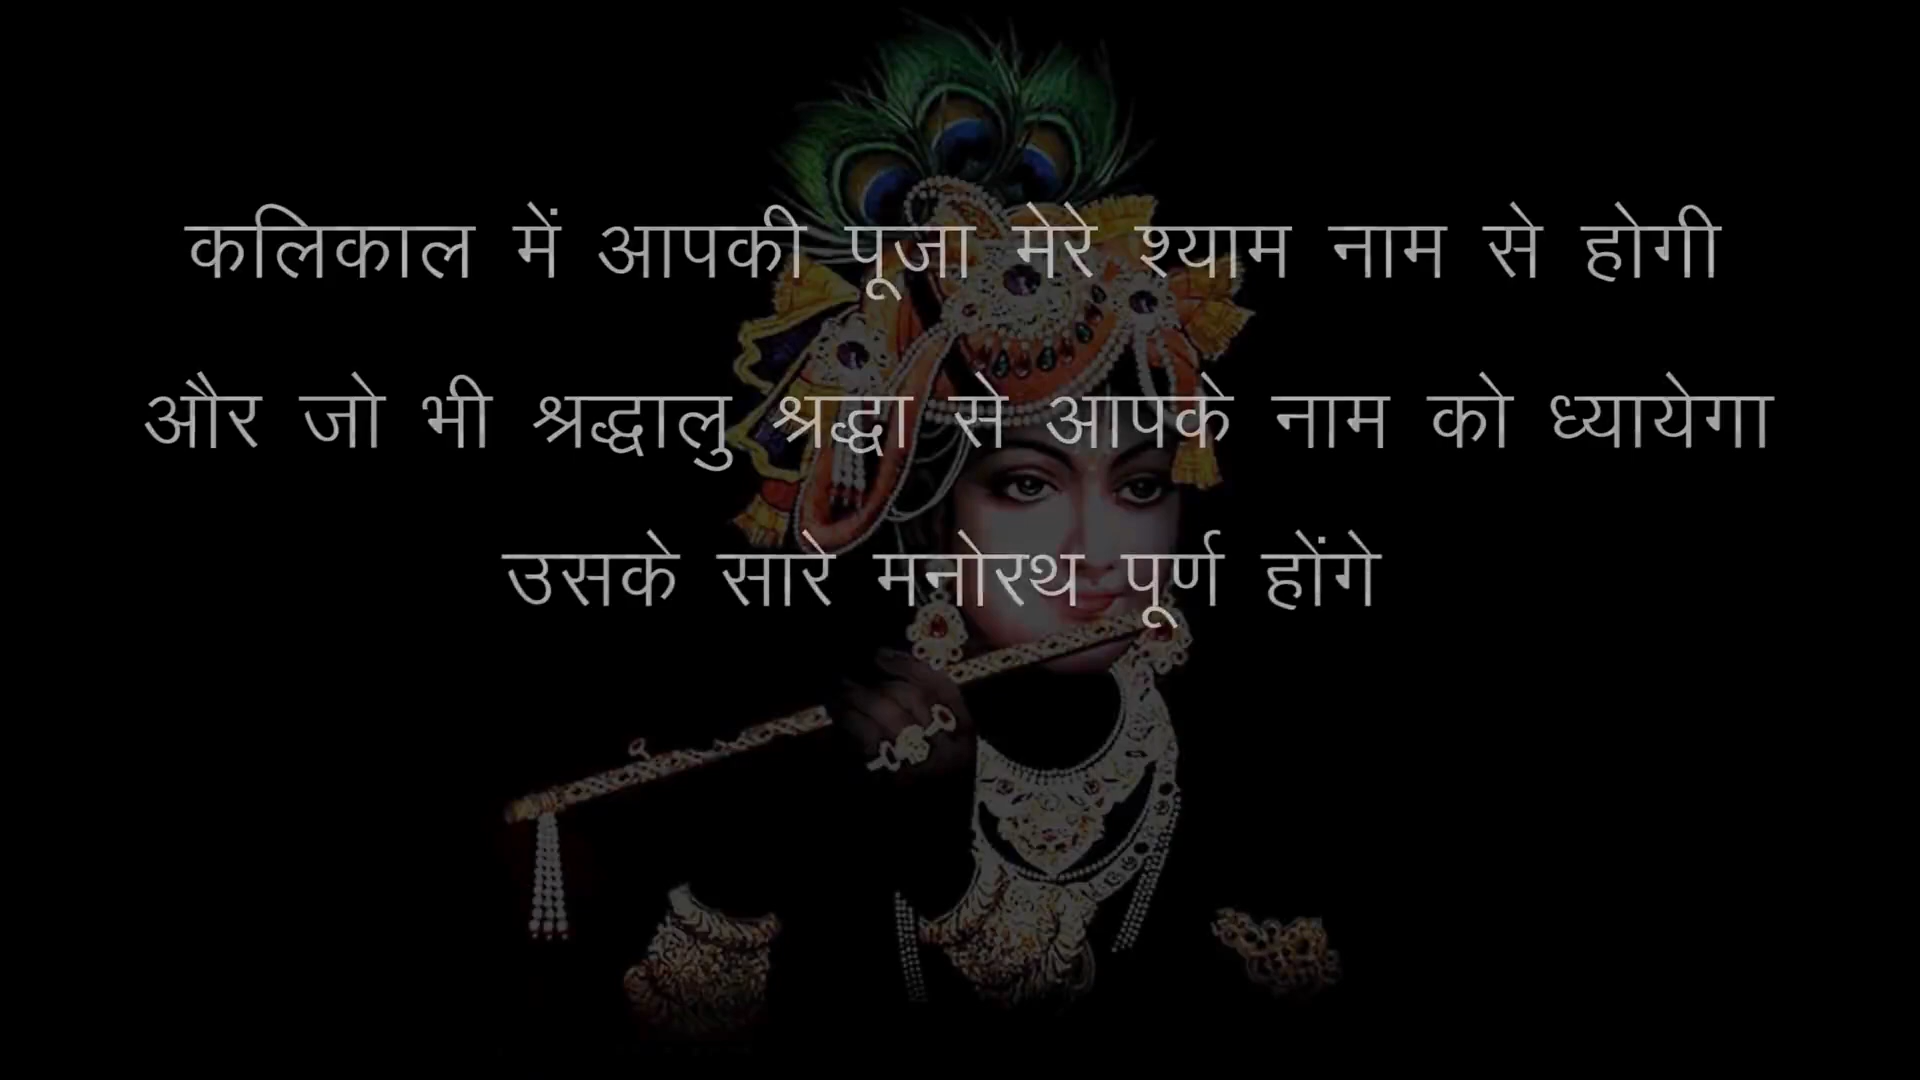 कलिकाल में आपकी पूजा मेरे श्याम नाम से होगी
और जो भी श्रद्धालु श्रद्धा से आपके नाम को ध्यायेगा
उसके सारे मनोरथ पूर्ण होंगे